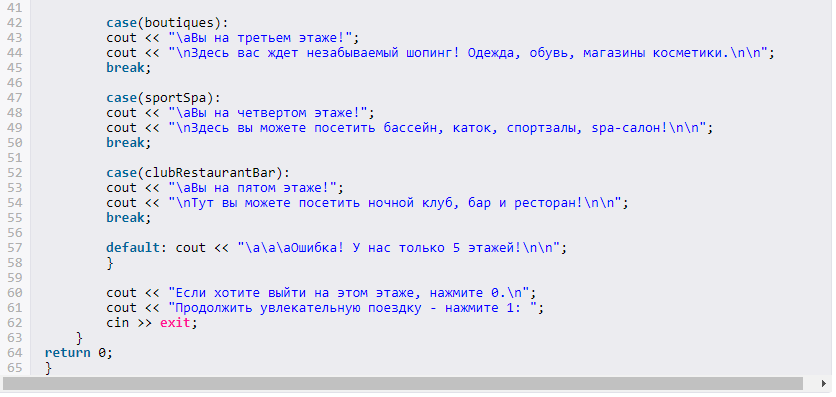 41
42 case(boutiques):
43 cout << "\aВы на третьем этаже!";
44 cout << "\nЗдесь вас ждет незабываемый шопинг! Одежда, обувь, магазины косметики.\n\n";
45 break;
46
47 case(sportSpa):
48 cout << "\aВы на четвертом этаже!";
49 cout << "\nЗдесь вы можете посетить бассейн, каток, спортзалы, spa-салон!\n\n";
50 break;
51
52 case(clubRestaurantBar):
53 cout << "\aВы на пятом этаже!";
54 cout << "\nТут вы можете посетить ночной клуб, бар и ресторан!\n\n";
55 break;
56
57 default: cout << "\a\a\aОшибка! У нас только 5 этажей!\n\n";
58 }
59
60 cout << "Если хотите выйти на этом этаже, нажмите 0.\n";
61 cout << "Продолжить увлекательную поездку - нажмите 1: ";
62 cin >> exit;
63 }
64 return 0;
65 }